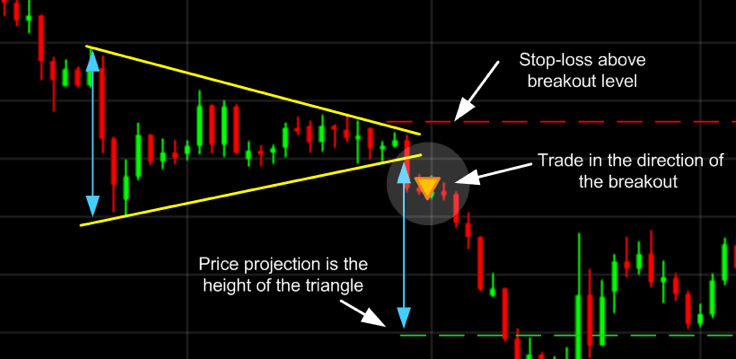 Stop-loss above
breakout level
Trade in the direction of
the breakout
Price projection is the
height of the triangle